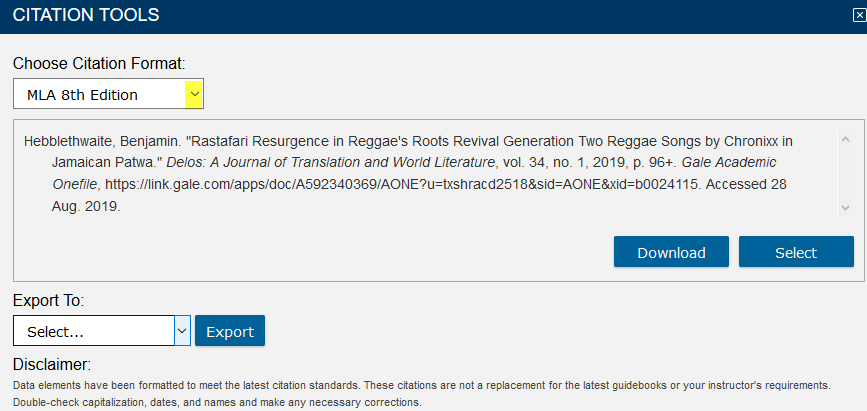 CITATION TOOLS
Choose Citation Format:
MLA 8th Edition
Hebblethwaite, Benjamin. "Rastafari Resurgence in Reggae's Roots Revival Generation Two Reggae Songs by Chronixx in
Jamaican Patwa." Delos: A Journal of Translation and World Literature, vol. 34, no. 1, 2019, p. 96+. Gale Academic
Onefile, https://link.gale.com/apps/doc/A592340369/AONE?u=txshracd2518&sid=AONE&xid=b0024115. Accessed 28
Aug. 2019.
Download Select
Export To:
Select... Export
Disclaimer:
Data elements have been formatted to meet the latest citation standards. These citations are not a replacement for the latest guidebooks or your instructor's requirements.
Double-check capitalization, dates, and names and make any necessary corrections.